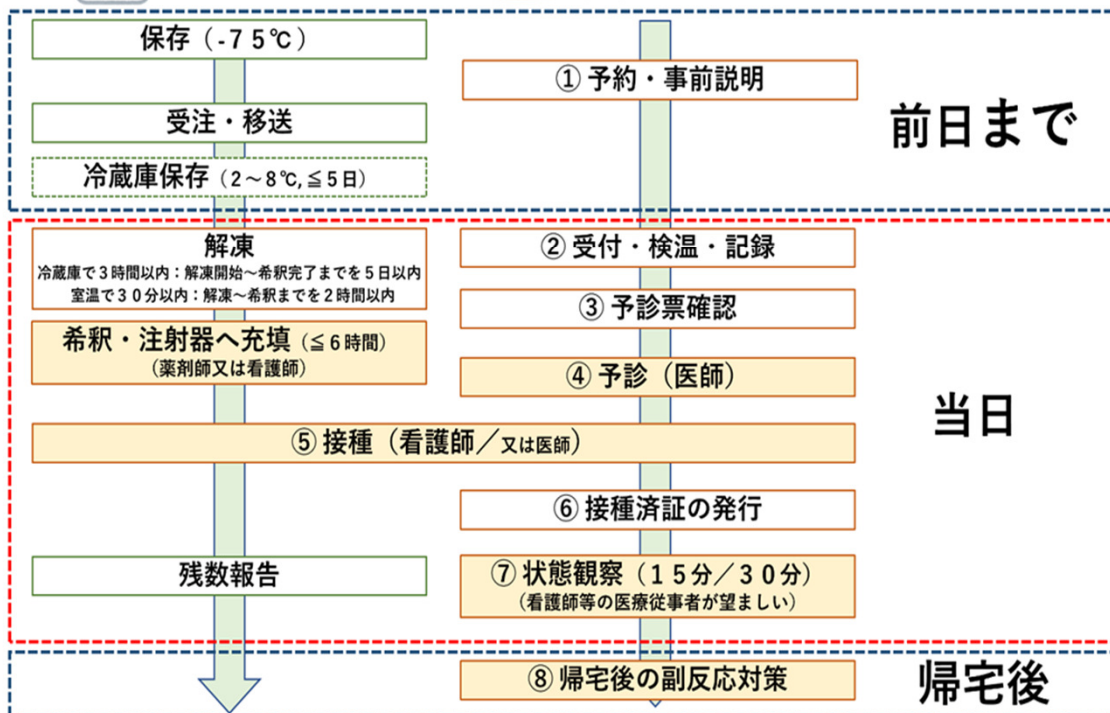 保存(-75℃)
① 予約・事前説明
受注・移送
前日まで
冷蔵庫保存(2~8℃,≦5日)
解凍
冷蔵庫で3時間以内:解凍開始~希釈完了までを5日以内
室温で30分以内:解凍~希釈までを2時間以内
② 受付・検温・記録
③ 予診票確認
希釈・注射器へ充填(≦6時間)
(薬剤師又は看護師)
④ 予診(医師)
当日
⑤ 接種(看護師/又は医師)
⑥ 接種済証の発行
残数報告
⑦ 状態観察(15分/30分)
(看護師等の医療従事者が望ましい)
⑧ 帰宅後の副反応対策
帰宅後